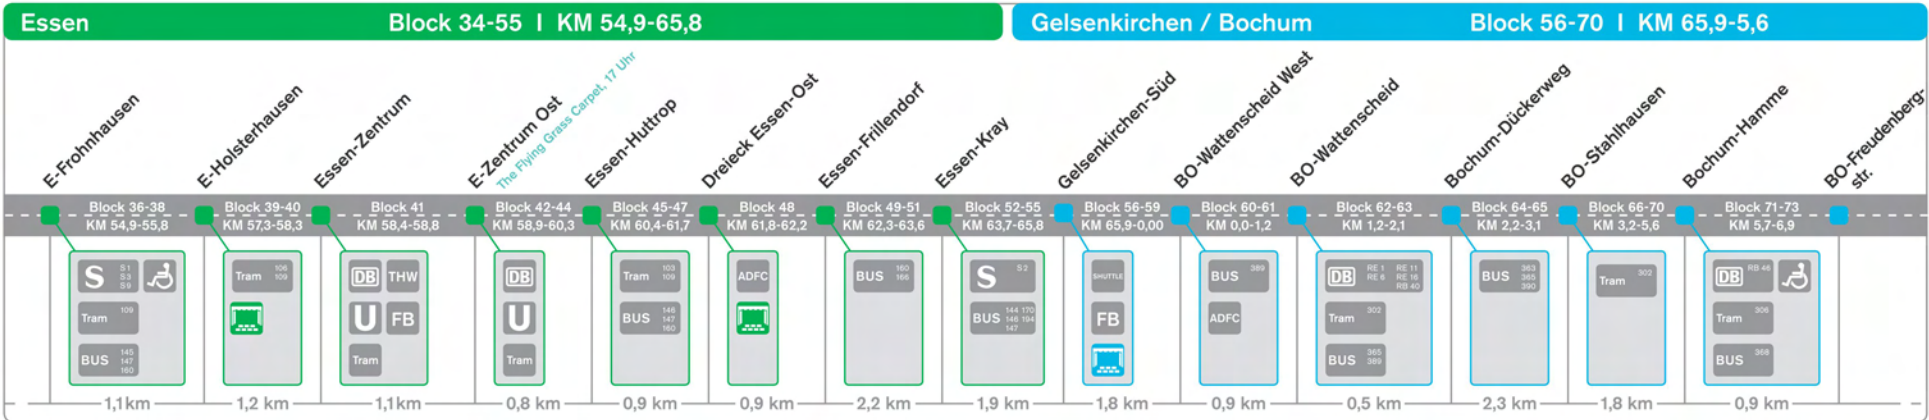 Essen
Block 34-55 I KM 54,9-65,8
Gelsenkirchen / Bochum
Block 56-70 I KM 65,9-5,6
E-Frohnhausen
E-Holsterhausen
Essen-Zentrum
E-Zentrum Ost
The Flying Grass Carpet, 17 Uhr
Essen-Huttrop
Dreieck Essen-Ost
Essen-Frillendorf
Essen-Kray
Gelsenkirchen-Süd
BO-Wattenscheid West
BO-Wattenscheid
Bochum-Dückerweg
BO-Stahlhausen
Bochum-Hamme
BO-Freudenberg-
str.
Block 36-38
KM 54,9-55,8
Block 39-40
KM 57,3-58,3
Block 41
KM 58,4-58,8
Block 42-44
KM 58,9-60,3
Block 45-47
KM 60,4-61,7
Block 48
KM 61,8-62,2
Block 49-51
KM 62,3-63,6
Block 52-55
KM 63,7-65,8
Block 56-59
KM 65,9-0,00
Block 60-61
KM 0,0-1,2
Block 62-63
KM 1,2-2,1
Block 64-65
KM 2,2-3,1
Block 66-70
KM 3,2-5,6
Block 71-73
KM 5,7-6,9
S S1
S3
S9
Tram 109
BUS 145
147
160
Tram 106
109
DB THW
U FB
Tram
DB
U
Tram
Tram 103
109
BUS 146
147
160
ADFC
BUS 160
166
S S2
BUS 144 170
146 194
147
SHUTTLE
FB
BUS 389
ADFC
DB RE 1 RE 11
RE 6 RE 16
RB 40
Tram 302
BUS 365
389
BUS 363
365
390
Tram 302
DB RB 46
Tram 306
BUS 368
1,1km
1,2 km
1,1km
0,8 km
0,9 km
0,9 km
2,2 km
1,9 km
1,8 km
0,9 km
0,5 km
2,3 km
1,8 km
0,9 km